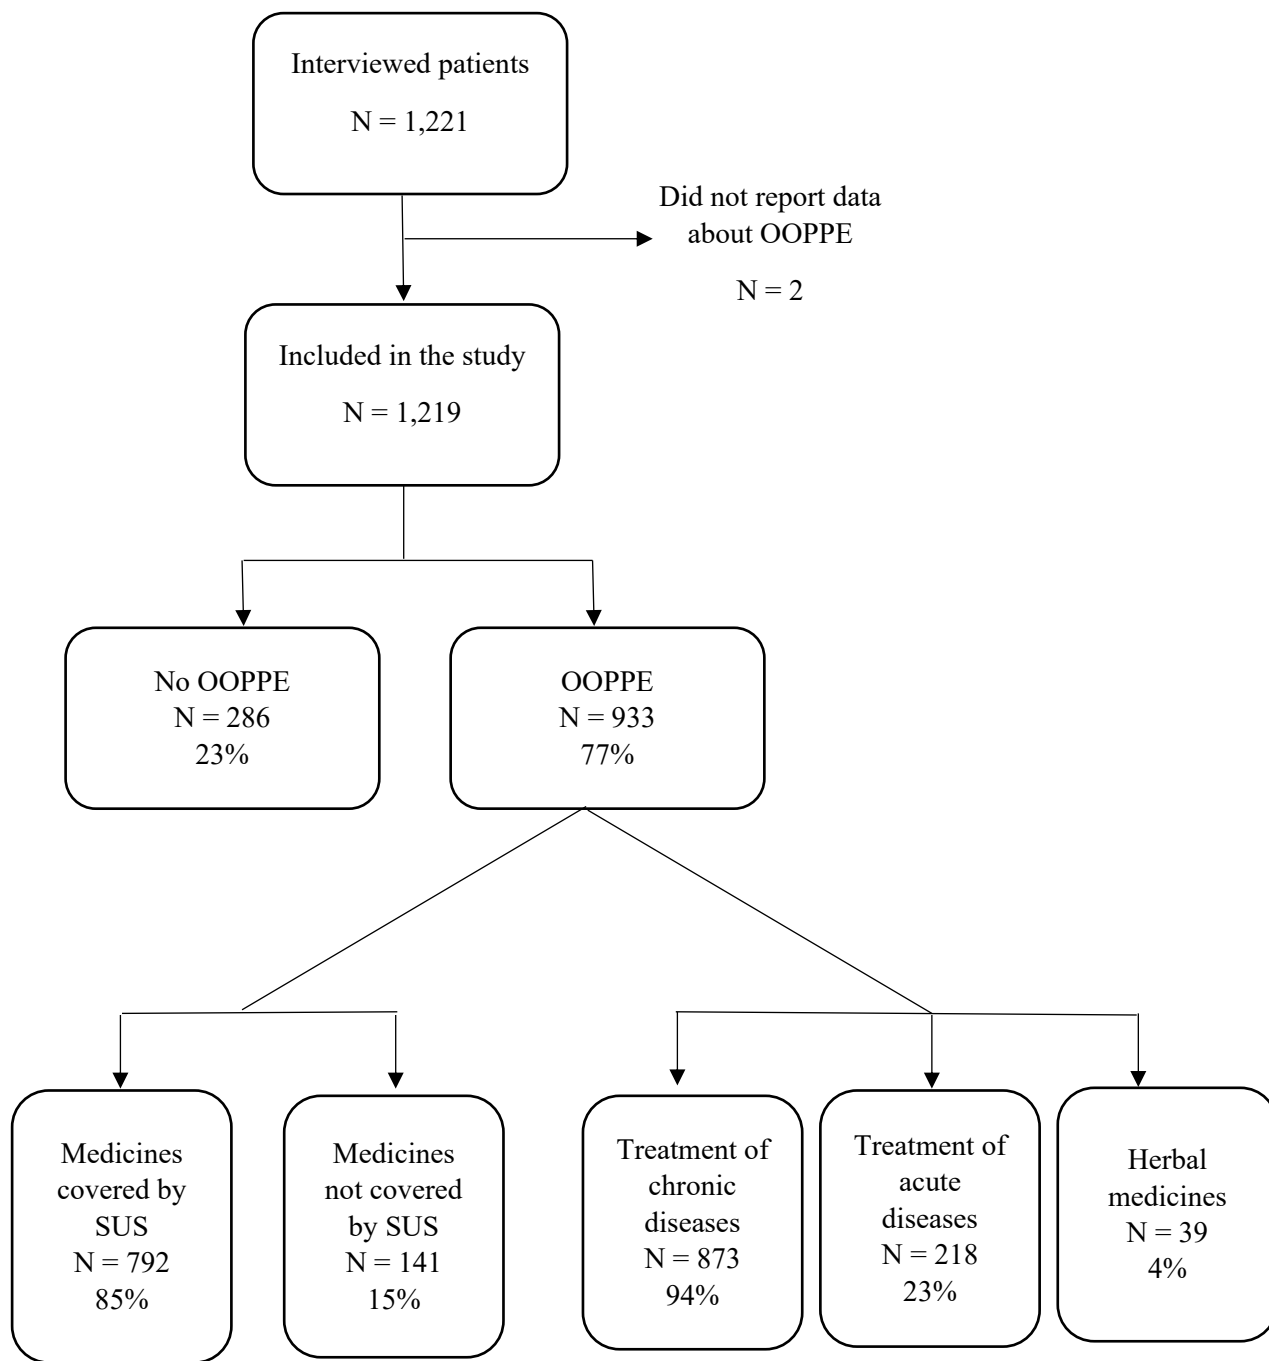 Interviewed patients
N = 1,221
Did not report data
about OOPPE
N = 2
Included in the study
N = 1,219
No OOPPE
N = 286
23%
OOPPE
N = 933
77%
Medicines
covered by
SUS
N = 792
85%
Medicines
not covered
by SUS
N = 141
15%
Treatment of
chronic
diseases
N = 873
94%
Treatment of
acute
diseases
N = 218
23%
Herbal
medicines
N = 39
4%